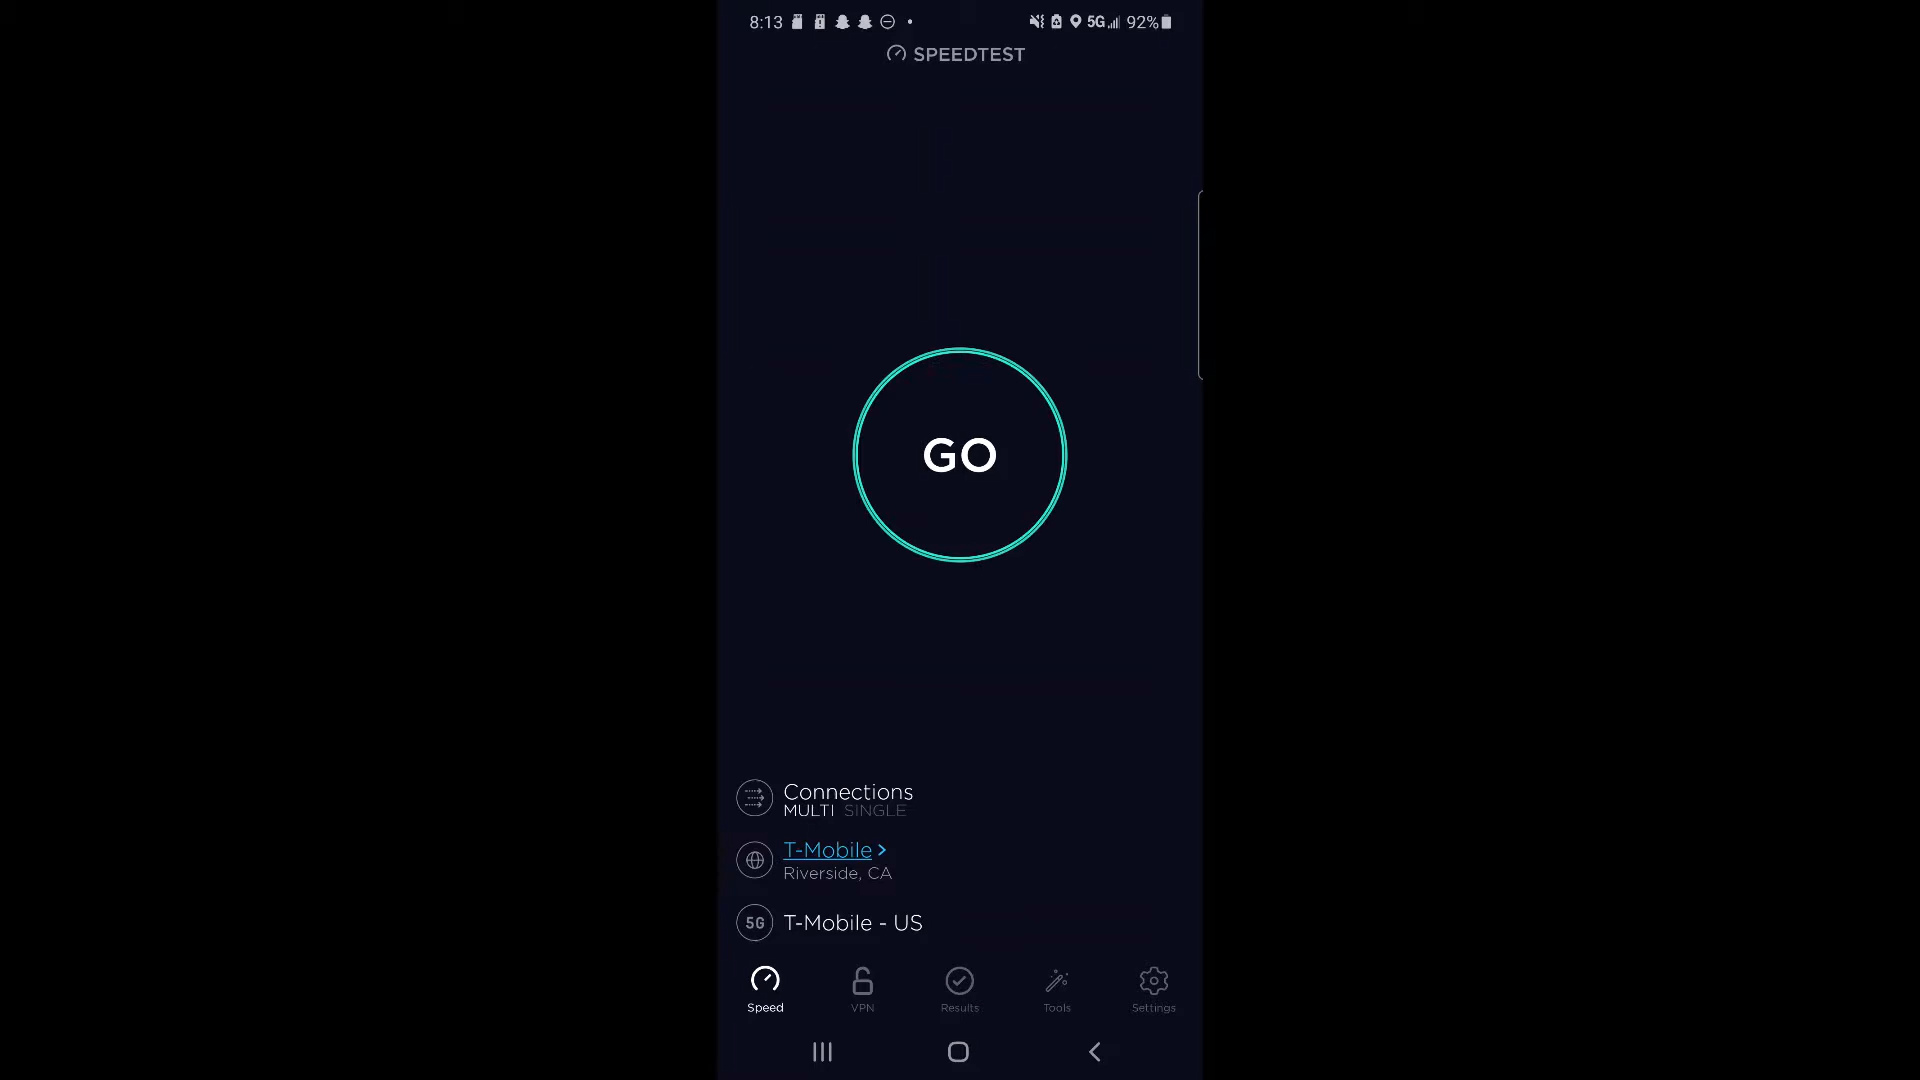 8:13 5G 92%
SPEEDTEST
GO
Connections
MULTI SINGLE
T-Mobile >
Riverside, CA
5G T-Mobile - US
Speed VPN Results Tools Settings